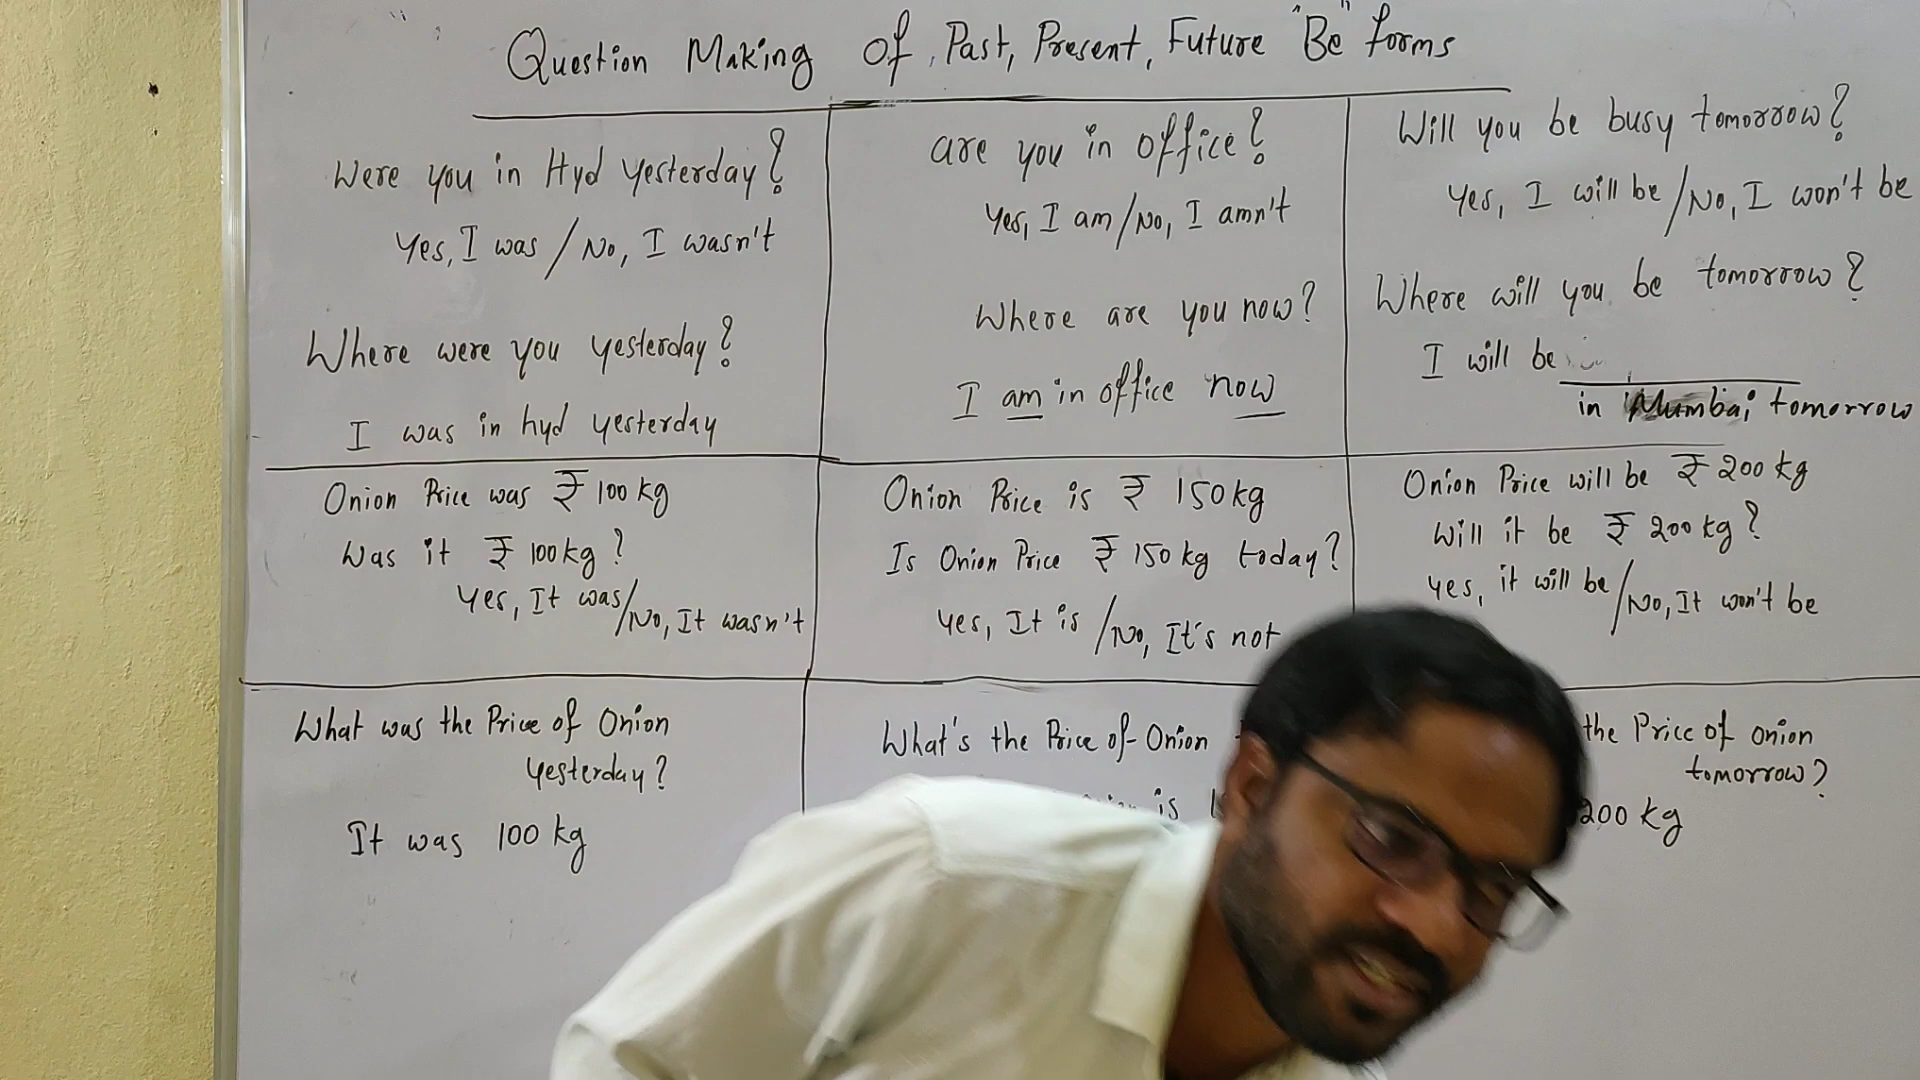 Question Making Of Past, Present, Future "Be" forms
Were you in Hyd yesterday?
Yes, I was / No, I wasn't
Where were you yesterday?
I was in hyd yesterday
are you in office?
Yes, I am / No, I amn't
Where are you now?
I am in office now
Will you be busy tomorrow?
Yes, I will be / No, I won't be
Where will you be tomorrow?
I will be
in Mumbai tomorrow
Onion Price was ₹ 100 kg
Was it ₹ 100 kg?
Yes, It was / No, It wasn't
Onion Price is ₹ 150 kg
Is Onion Price ₹ 150 kg today?
Yes, It is / No, It's not
Onion Price will be ₹ 200 kg
Will it be ₹ 200 kg?
Yes, it will be / No, It won't be
What was the Price of Onion
yesterday?
It was 100 kg
What's the Price of Onion
is
the Price of onion
tomorrow?
200 kg